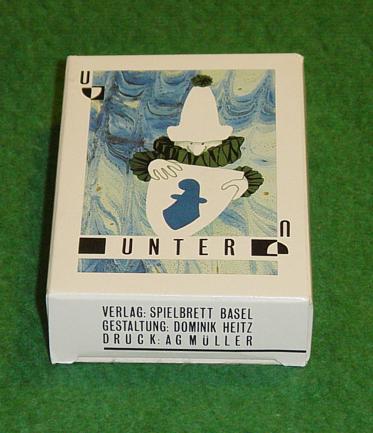 U
UNTER
U
VERLAG: SPIELBRETT BASEL
GESTALTUNG: DOMINIK HEITZ
DRUCK: AG MÜLLER